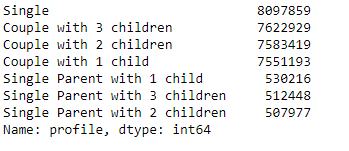 Single 8097859
Couple with 3 children 7622929
Couple with 2 children 7583419
Couple with 1 child 7551193
Single Parent with 1 child 530216
Single Parent with 3 children 512448
Single Parent with 2 children 507977
Name: profile, dtype: int64